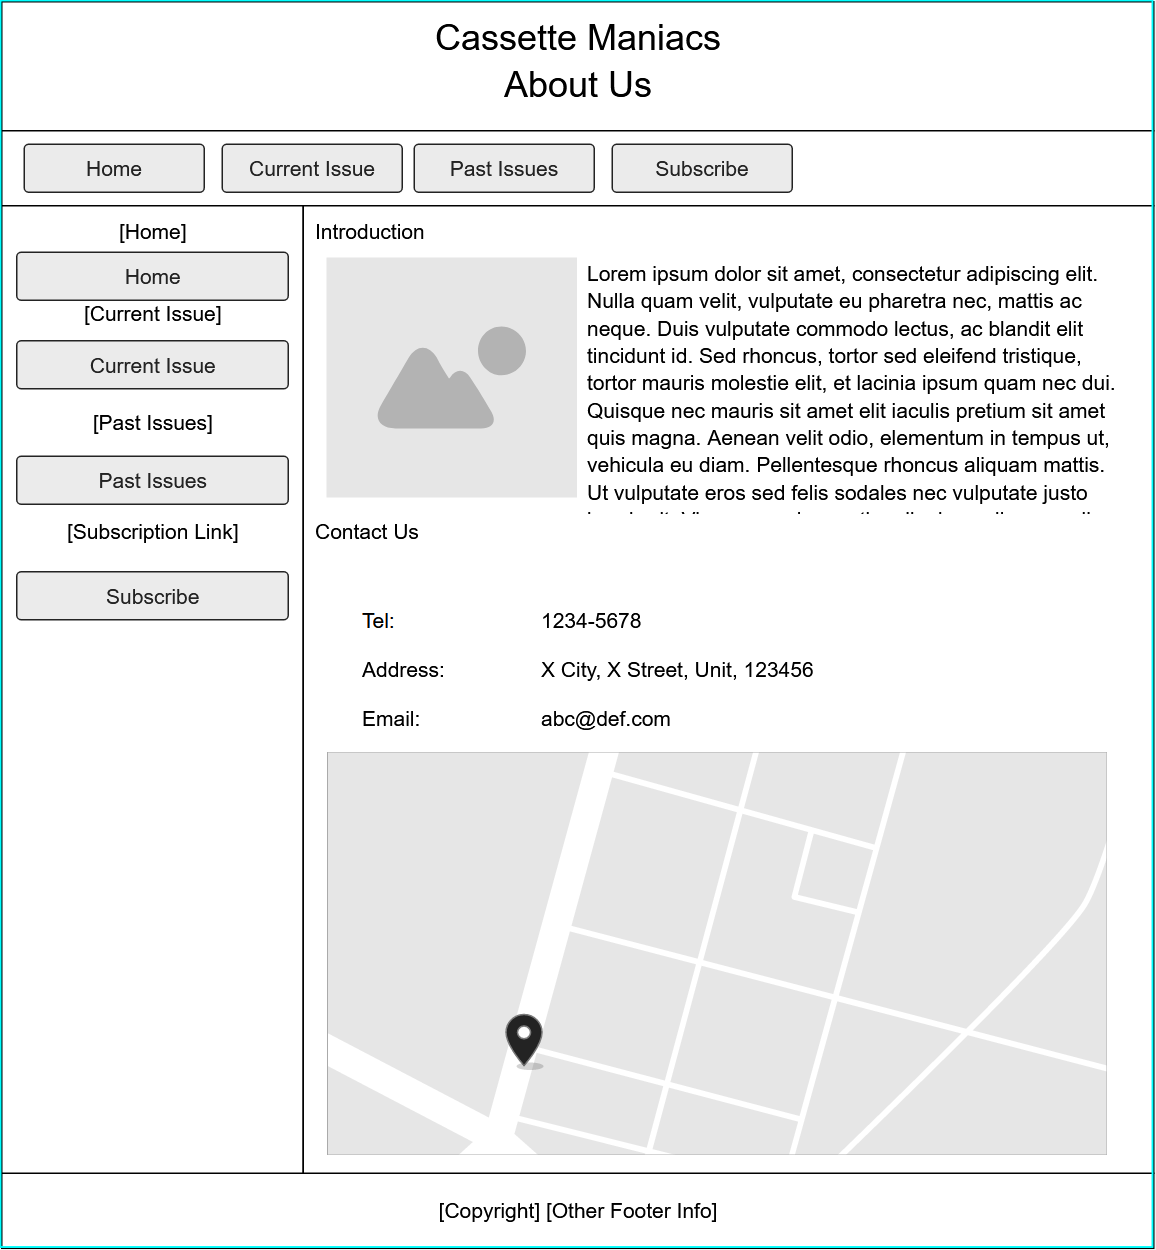 Cassette Maniacs
About Us
Home
Current Issue
Past Issues
Subscribe
[Home]
Home
[Current Issue]
Current Issue
[Past Issues]
Past Issues
[Subscription Link]
Subscribe
Introduction
Lorem ipsum dolor sit amet, consectetur adipiscing elit.
Nulla quam velit, vulputate eu pharetra nec, mattis ac
neque. Duis vulputate commodo lectus, ac blandit elit
tincidunt id. Sed rhoncus, tortor sed eleifend tristique,
tortor mauris molestie elit, et lacinia ipsum quam nec dui.
Quisque nec mauris sit amet elit iaculis pretium sit amet
quis magna. Aenean velit odio, elementum in tempus ut,
vehicula eu diam. Pellentesque rhoncus aliquam mattis.
Ut vulputate eros sed felis sodales nec vulputate justo
Contact Us
Tel: 1234-5678
Address: X City, X Street, Unit, 123456
Email: abc@def.com
[Copyright] [Other Footer Info]